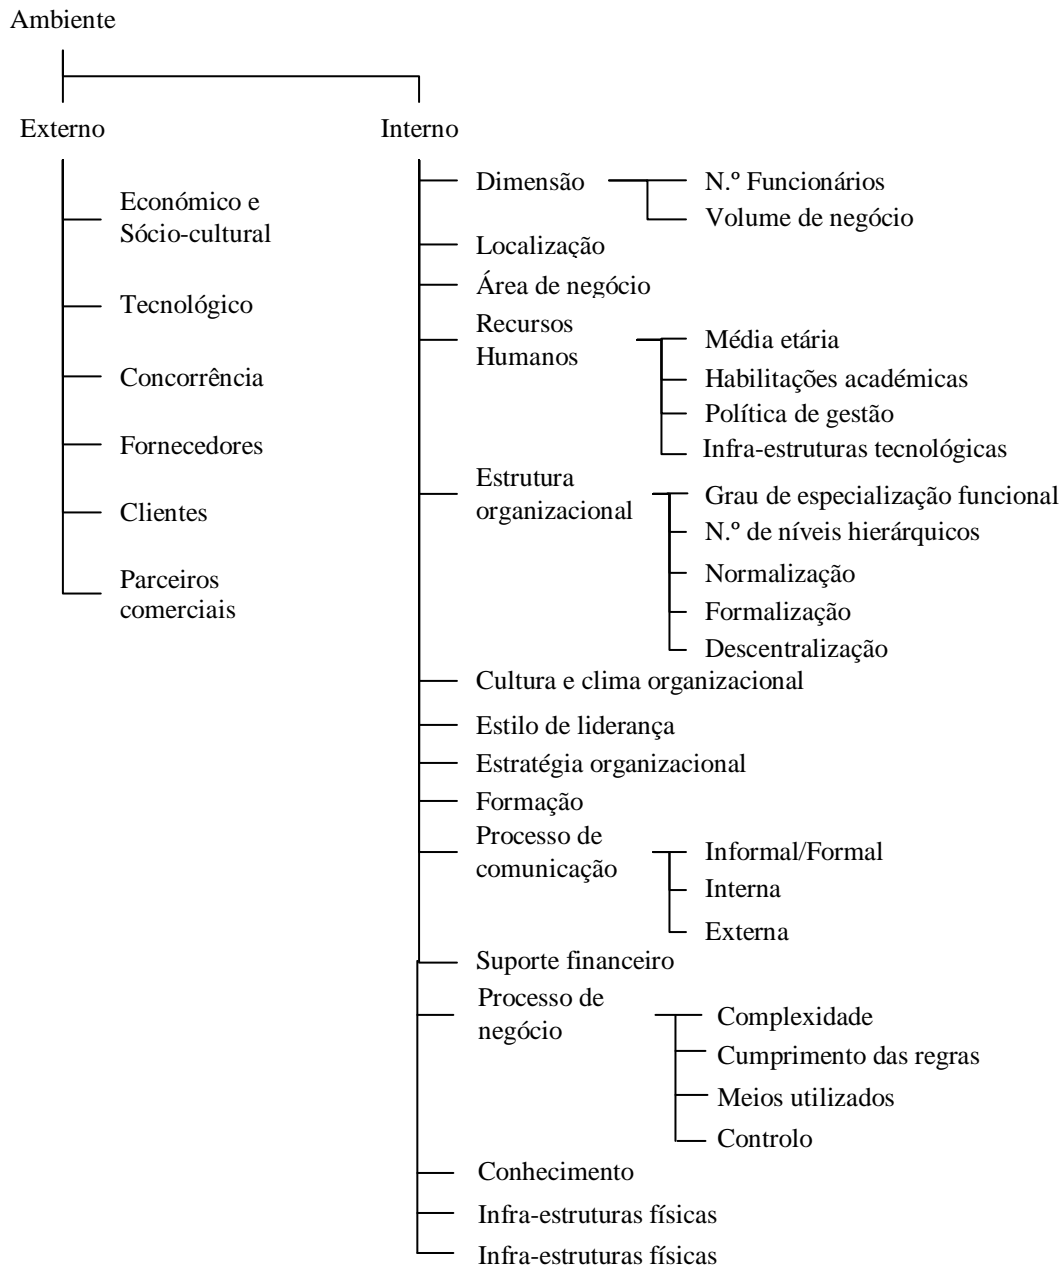 Ambiente
Externo
Interno
Económico e
Sócio-cultural
Tecnológico
Concorrência
Fornecedores
Clientes
Parceiros
comerciais
Dimensão
N.º Funcionários
Volume de negócio
Localização
Área de negócio
Recursos
Humanos
Média etária
Habilitações académicas
Política de gestão
Infra-estruturas tecnológicas
Estrutura
organizacional
Grau de especialização funcional
N.º de níveis hierárquicos
Normalização
Formalização
Descentralização
Cultura e clima organizacional
Estilo de liderança
Estratégia organizacional
Formação
Processo de
comunicação
Informal/Formal
Interna
Externa
Suporte financeiro
Processo de
negócio
Complexidade
Cumprimento das regras
Meios utilizados
Controlo
Conhecimento
Infra-estruturas físicas
Infra-estruturas físicas